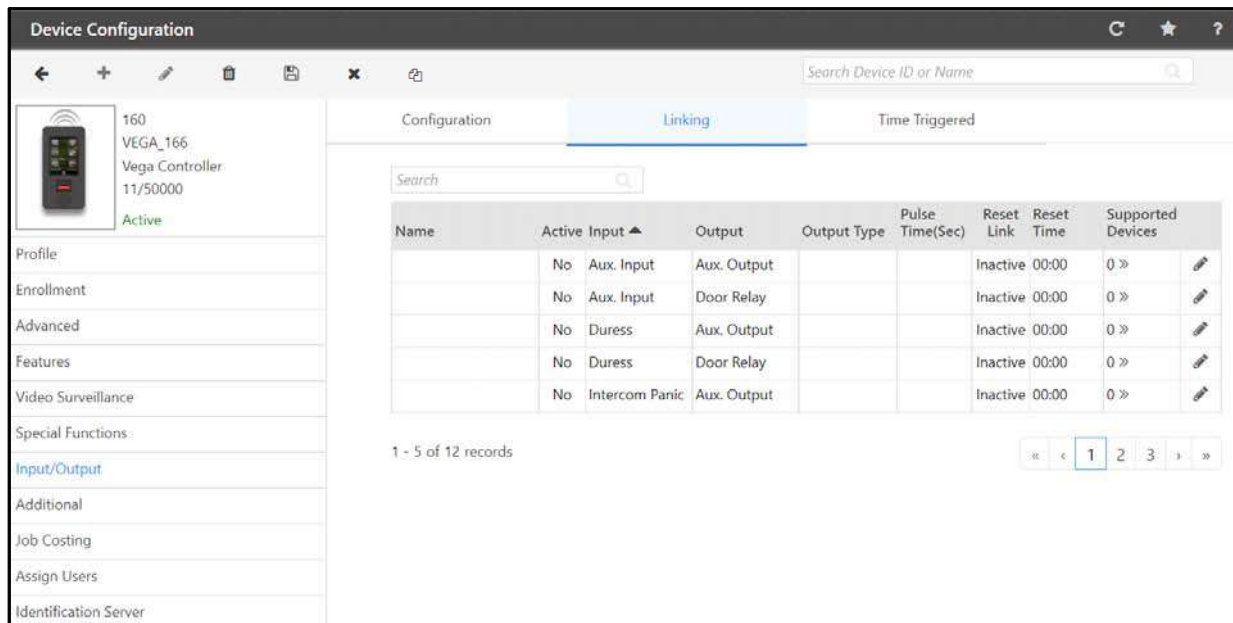 Device Configuration
?
Search Device ID or Name
160
VEGA_166
Vega Controller
11/50000
Active
Profile
Enrollment
Advanced
Features
Video Surveillance
Special Functions
Input/Output
Additional
Job Costing
Assign Users
Identification Server
Configuration Linking Time Triggered
Search
Name Active Input Output Output Type Pulse Time(Sec) Reset Link Reset Time Supported Devices
No Aux. Input Aux. Output Inactive 00:00 0 »
No Aux. Input Door Relay Inactive 00:00 0 »
No Duress Aux. Output Inactive 00:00 0 »
No Duress Door Relay Inactive 00:00 0 »
No Intercom Panic Aux. Output Inactive 00:00 0 »
1 - 5 of 12 records
« ‹ 1 2 3 › »